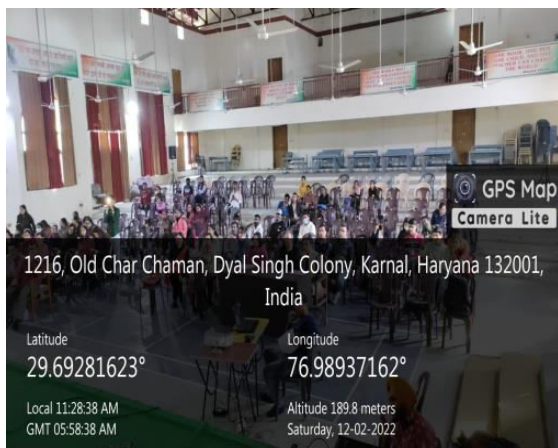 GPS Map
Camera Lite
1216, Old Char Chaman, Dyal Singh Colony, Karnal, Haryana 132001,
India
Latitude
29.69281623°
Longitude
76.98937162°
Local 11:28:38 AM
GMT 05:58:38 AM
Altitude 189.8 meters
Saturday, 12-02-2022